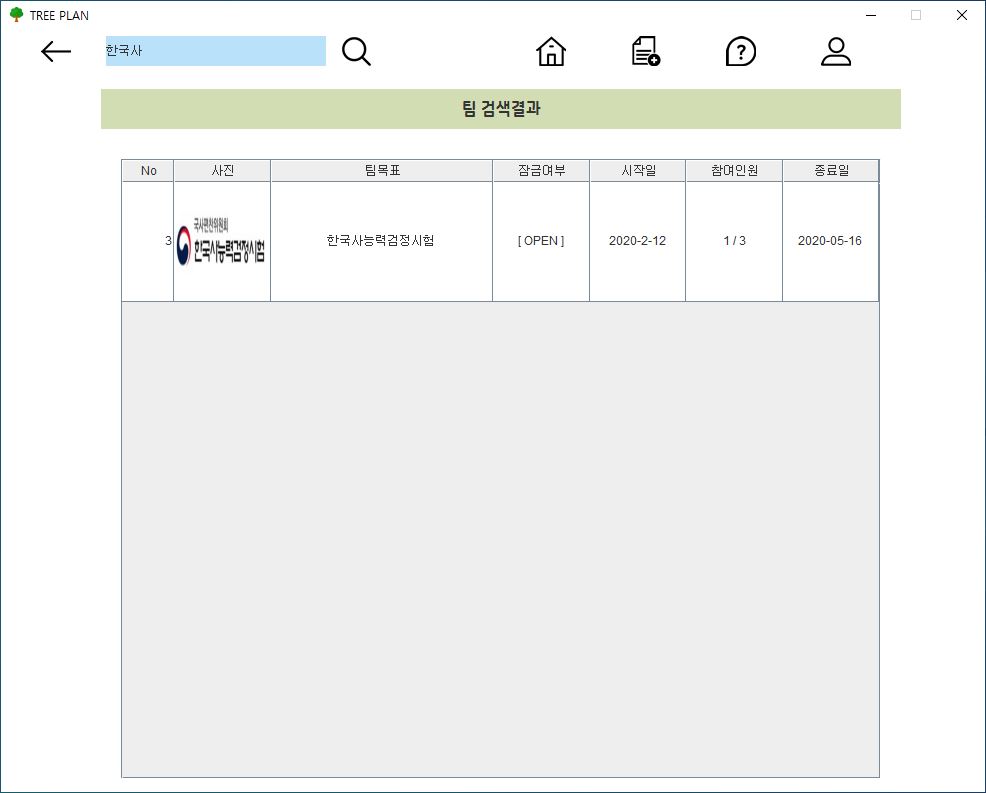 TREE PLAN
한국사
팀 검색결과
No 사진 팀목표 잠금여부 시작일 참여인원 종료일
국사편찬위원회
3 한국사능력검정시험 한국사능력검정시험 [ OPEN ] 2020-2-12 1 / 3 2020-05-16